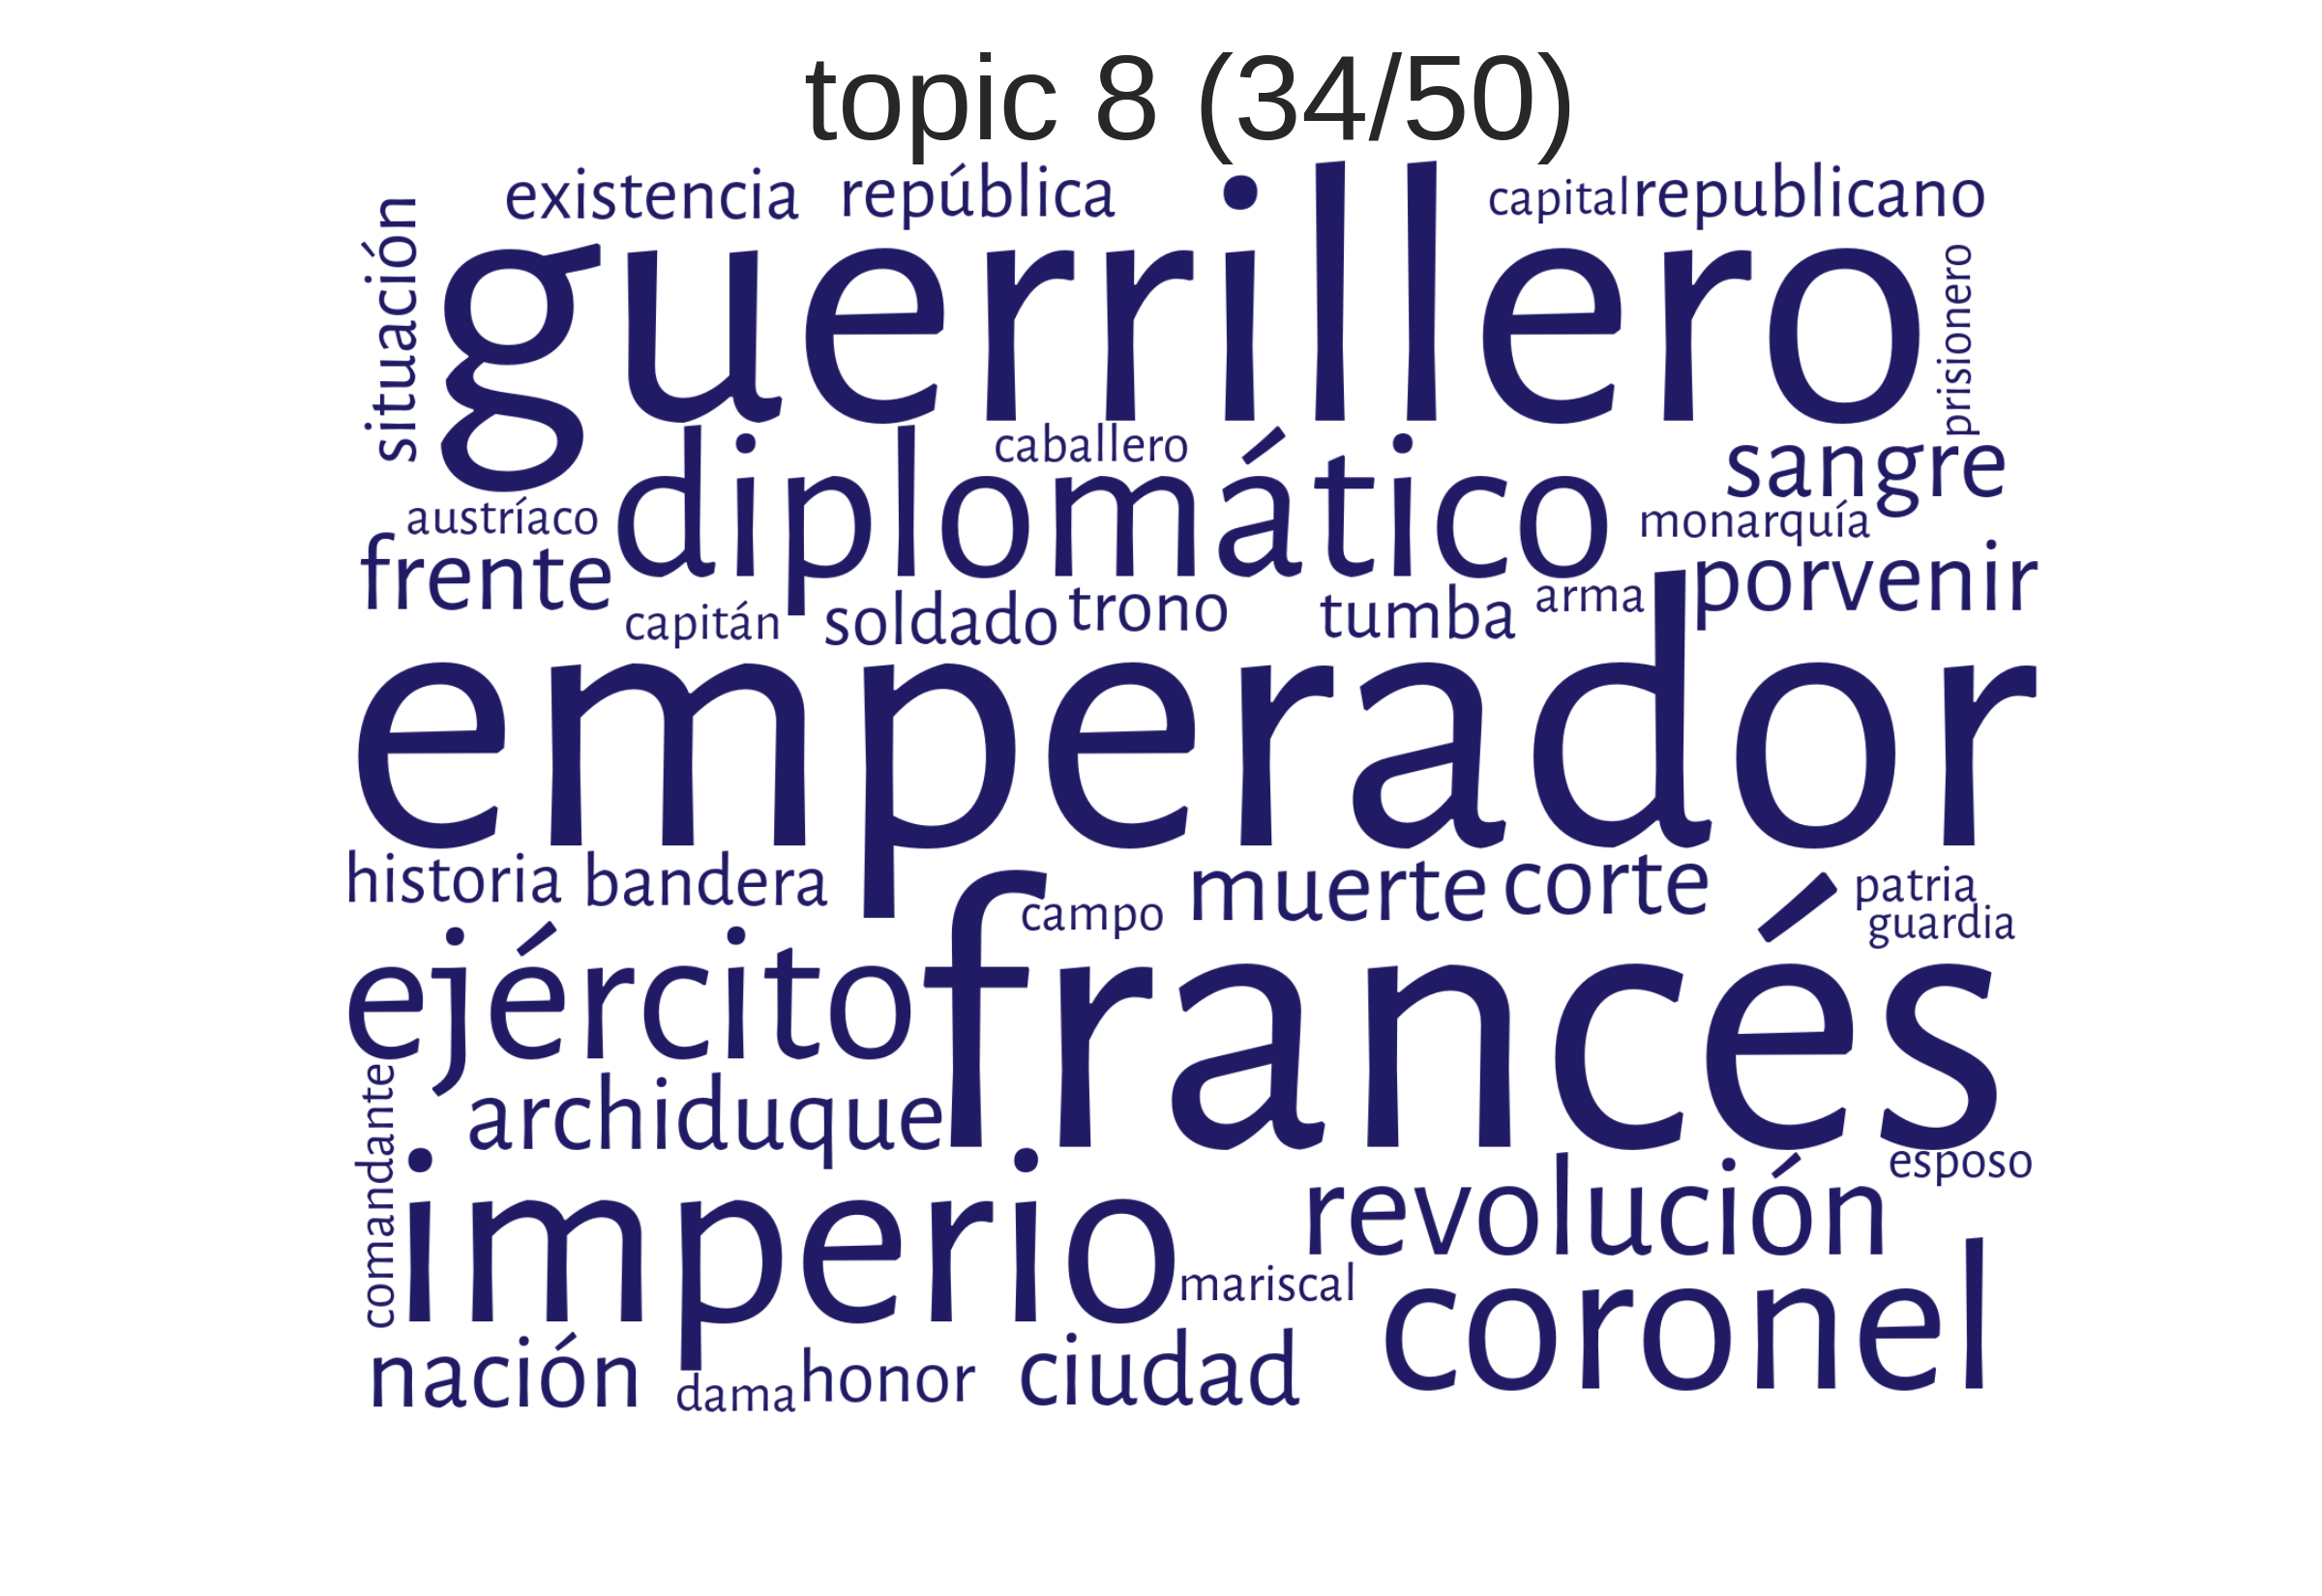 topic 8 (34/50)
existencia república capital republicano
situación guerrillero prisionero
caballero sangre
austríaco diplomático monarquía
frente porvenir
capitán soldado trono tumba arma
emperador
historia bandera muerte corte patria
campo guardia
ejército francés
comandante archiduque
esposo
imperio revolución
mariscal coronel
nación dama honor ciudad